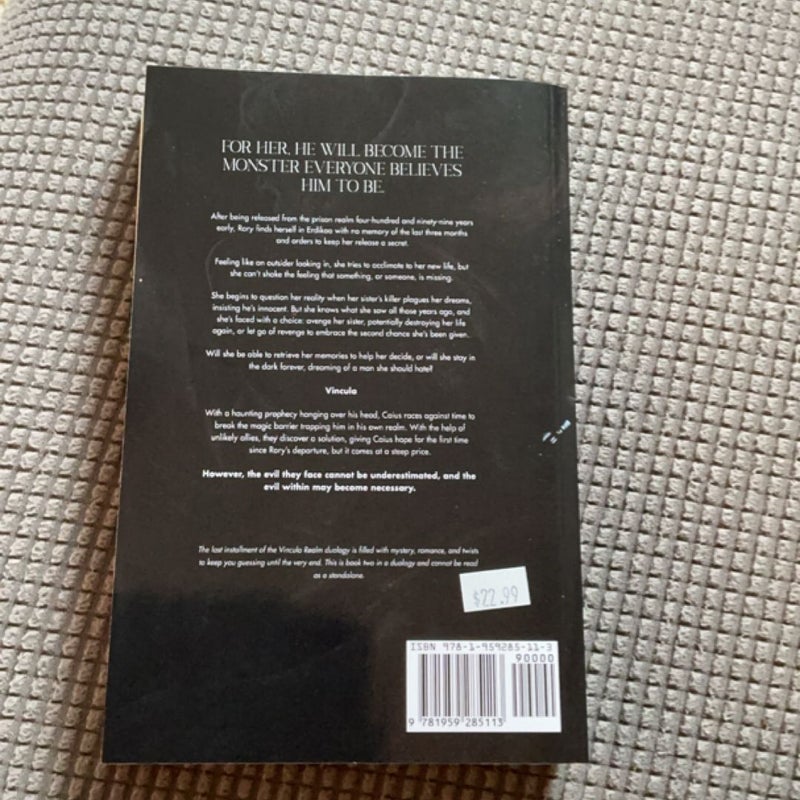 FOR HER, HE WILL BECOME THE
MONSTER EVERYONE BELIEVES
HIM TO BE.
After being released from the prison realm four-hundred and ninety-nine years
early, Rory finds herself in Erdikoa with no memory of the last three months
and orders to keep her release a secret.
Feeling like an outsider looking in, she tries to acclimate to her new life, but
she can't shake the feeling that something, or someone, is missing.
She begins to question her reality when her sister's killer plagues her dreams,
insisting he's innocent. But she knows what she saw all those years ago, and
she's faced with a choice: avenge her sister, potentially destroying her life
again, or let go of revenge to embrace the second chance she's been given.
Will she be able to retrieve her memories to help her decide, or will she stay in
the dark forever, dreaming of a man she should hate?
Vincula
With a haunting prophecy hanging over his head, Caius races against time to
break the magic barrier trapping him in his own realm. With the help of
unlikely allies, they discover a solution, giving Caius hope for the first time
since Rory's departure, but it comes at a steep price.
However, the evil they face cannot be underestimated, and the
evil within may become necessary.
The last installment of the Vincula Realm duology is filled with mystery, romance, and twists
to keep you guessing until the very end. This is book two in a duology and cannot be read
as a standalone.
$22.99
ISBN 978-1-959285-11-3
90000
9 781959 285113